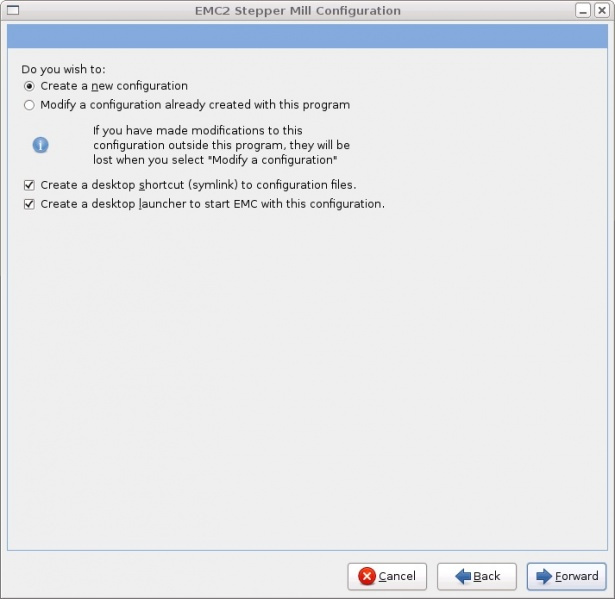 EMC2 Stepper Mill Configuration
Do you wish to:
Create a new configuration
Modify a configuration already created with this program
If you have made modifications to this
configuration outside this program, they will be
lost when you select "Modify a configuration"
Create a desktop shortcut (symlink) to configuration files.
Create a desktop launcher to start EMC with this configuration.
Cancel Back Forward